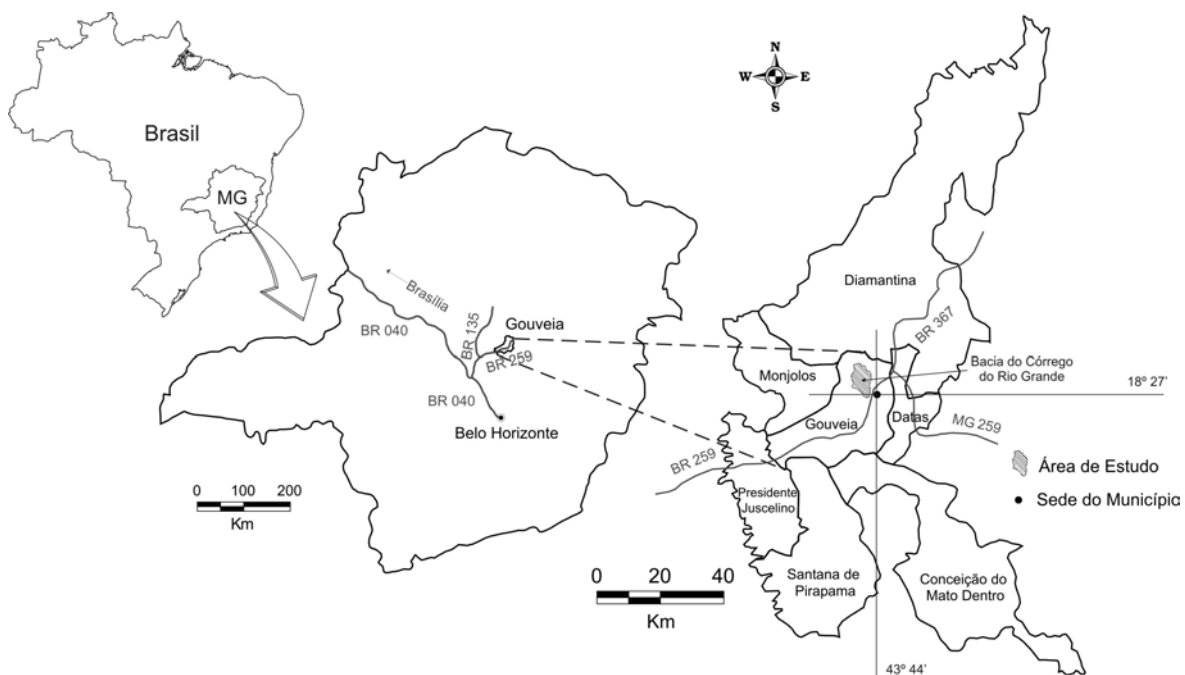 Brasil
MG
N
W E
S
Brasília
BR 040
BR 135
Gouveia
BR 259
BR 040
Belo Horizonte
0 100 200
Km
Diamantina
BR 367
Bacia do Córrego
do Rio Grande
Monjolos
18º 27'
Gouveia
Datas
MG 259
BR 259
Presidente
Juscelino
Santana de
Pirapama
Conceição do
Mato Dentro
Área de Estudo
Sede do Município
0 20 40
Km
43º 44'